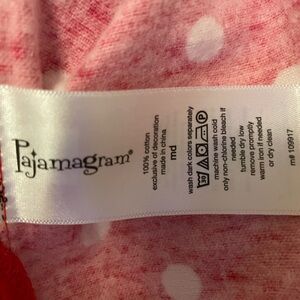 Pajamagram®
100% cotton
exclusive of decoration
made in china
md
wash dark colors separately
30
machine wash cold
only non-chlorine bleach if
needed
tumble dry low
remove promptly
warm iron if needed
or dry clean
m# 109917